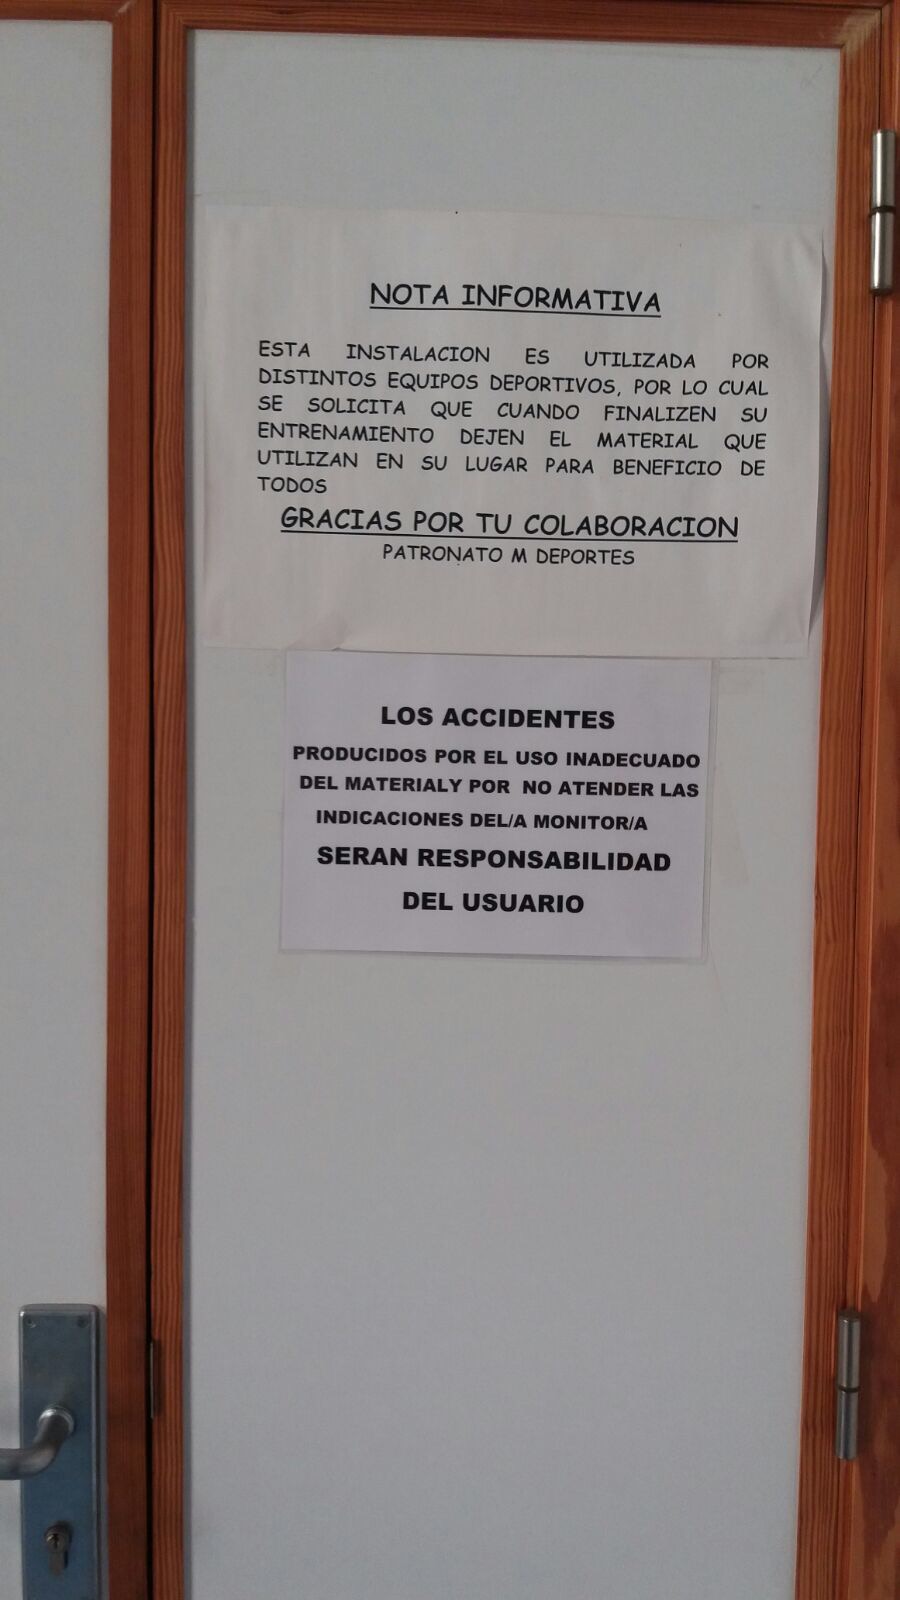 NOTA INFORMATIVA
ESTA INSTALACION ES UTILIZADA POR
DISTINTOS EQUIPOS DEPORTIVOS, POR LO CUAL
SE SOLICITA QUE CUANDO FINALIZEN SU
ENTRENAMIENTO DEJEN EL MATERIAL QUE
UTILIZAN EN SU LUGAR PARA BENEFICIO DE
TODOS
GRACIAS POR TU COLABORACION
PATRONATO M DEPORTES
LOS ACCIDENTES
PRODUCIDOS POR EL USO INADECUADO
DEL MATERIALY POR NO ATENDER LAS
INDICACIONES DEL/A MONITOR/A
SERAN RESPONSABILIDAD
DEL USUARIO